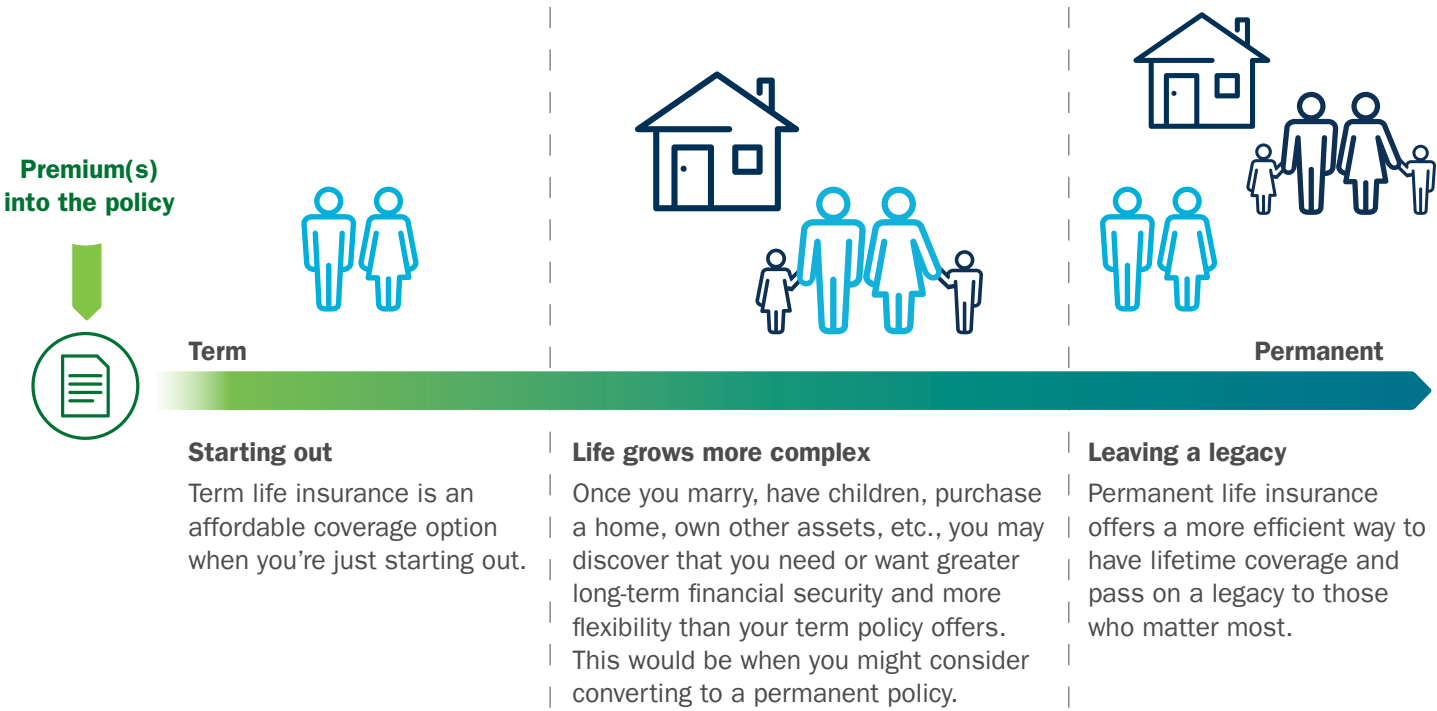 Premium(s)
into the policy
Term
Permanent
Starting out
Term life insurance is an
affordable coverage option
when you're just starting out.
Life grows more complex
Once you marry, have children, purchase
a home, own other assets, etc., you may
discover that you need or want greater
long-term financial security and more
flexibility than your term policy offers.
This would be when you might consider
converting to a permanent policy.
Leaving a legacy
Permanent life insurance
offers a more efficient way to
have lifetime coverage and
pass on a legacy to those
who matter most.